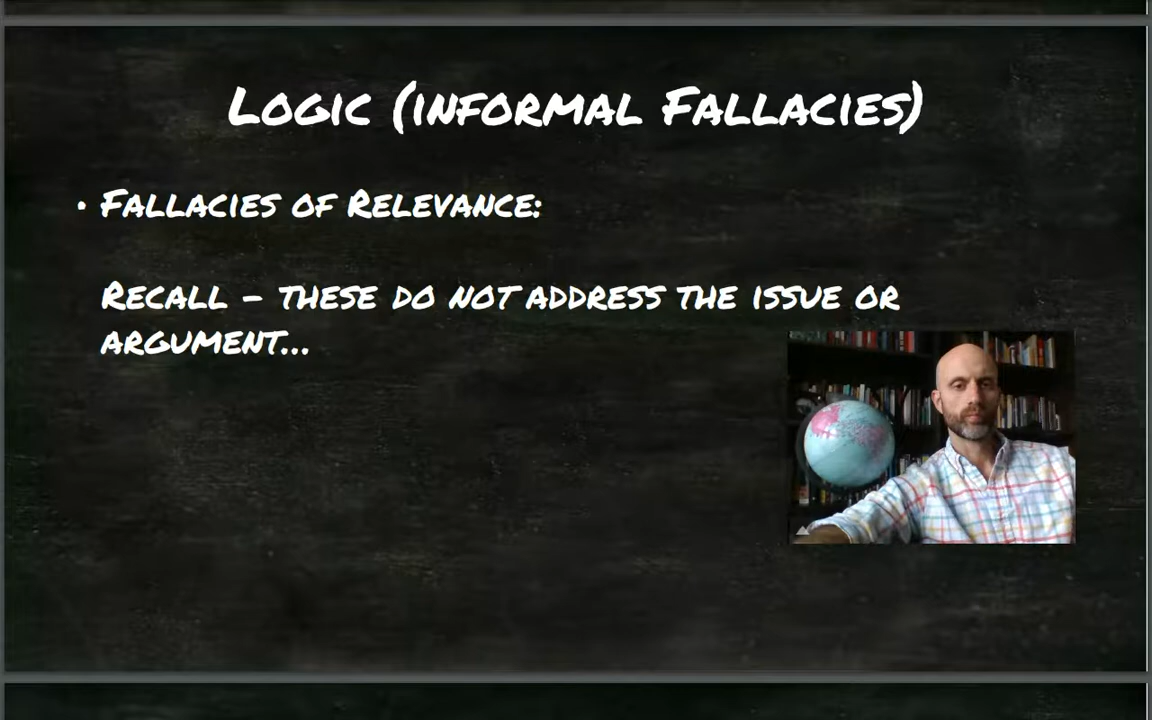 Logic (informal Fallacies)
• Fallacies of Relevance:
Recall – these do not address the issue or
argument...